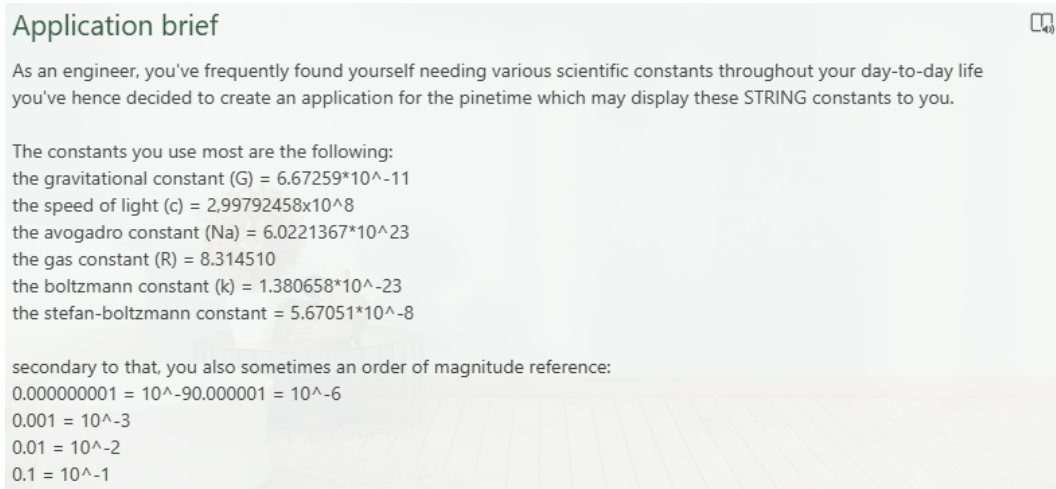 Application brief
As an engineer, you've frequently found yourself needing various scientific constants throughout your day-to-day life
you've hence decided to create an application for the pinetime which may display these STRING constants to you.
The constants you use most are the following:
the gravitational constant (G) = 6.67259*10^-11
the speed of light (c) = 2,99792458x10^8
the avogadro constant (Na) = 6.0221367*10^23
the gas constant (R) = 8.314510
the boltzmann constant (k) = 1.380658*10^-23
the stefan-boltzmann constant = 5.67051*10^-8
secondary to that, you also sometimes an order of magnitude reference:
0.000000001 = 10^-90.000001 = 10^-6
0.001 = 10^-3
0.01 = 10^-2
0.1 = 10^-1